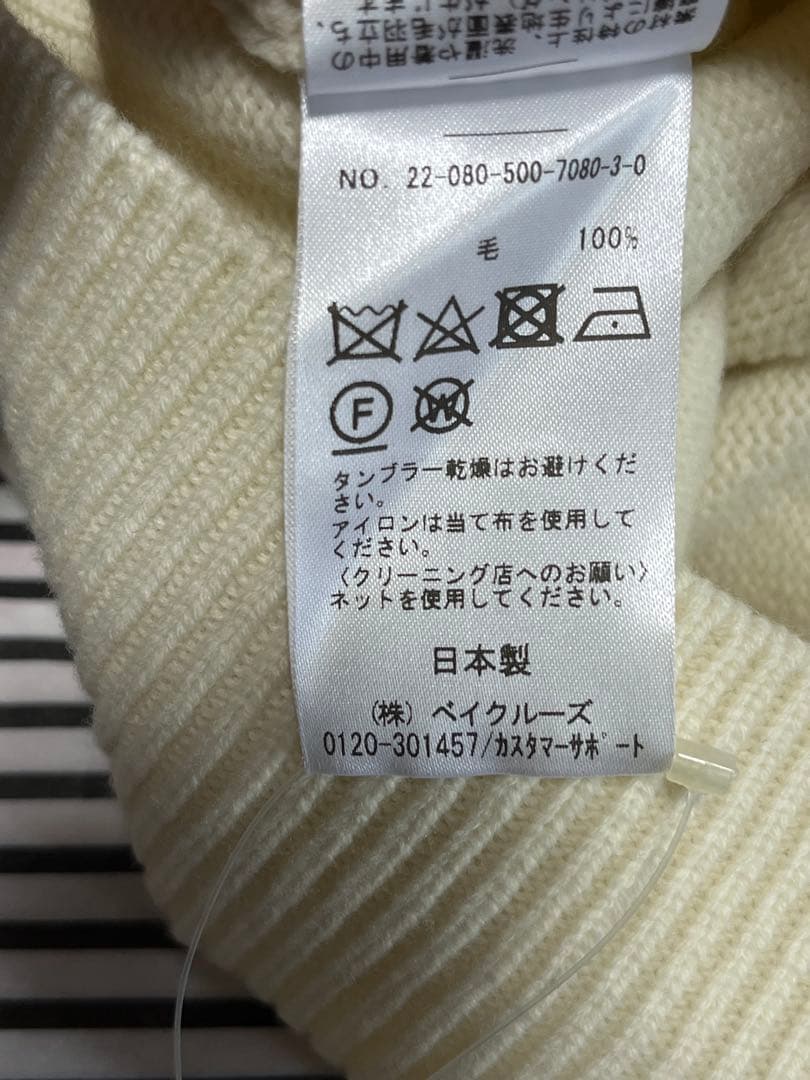 NO. 22-080-500-7080-3-0
毛 100%
F
W
タンブラー乾燥はお避けくだ
さい。
アイロンは当て布を使用して
ください。
〈クリーニング店へのお願い〉
ネットを使用してください。
日本製
(株) ベイクルーズ
0120-301457/カスタマーサポート